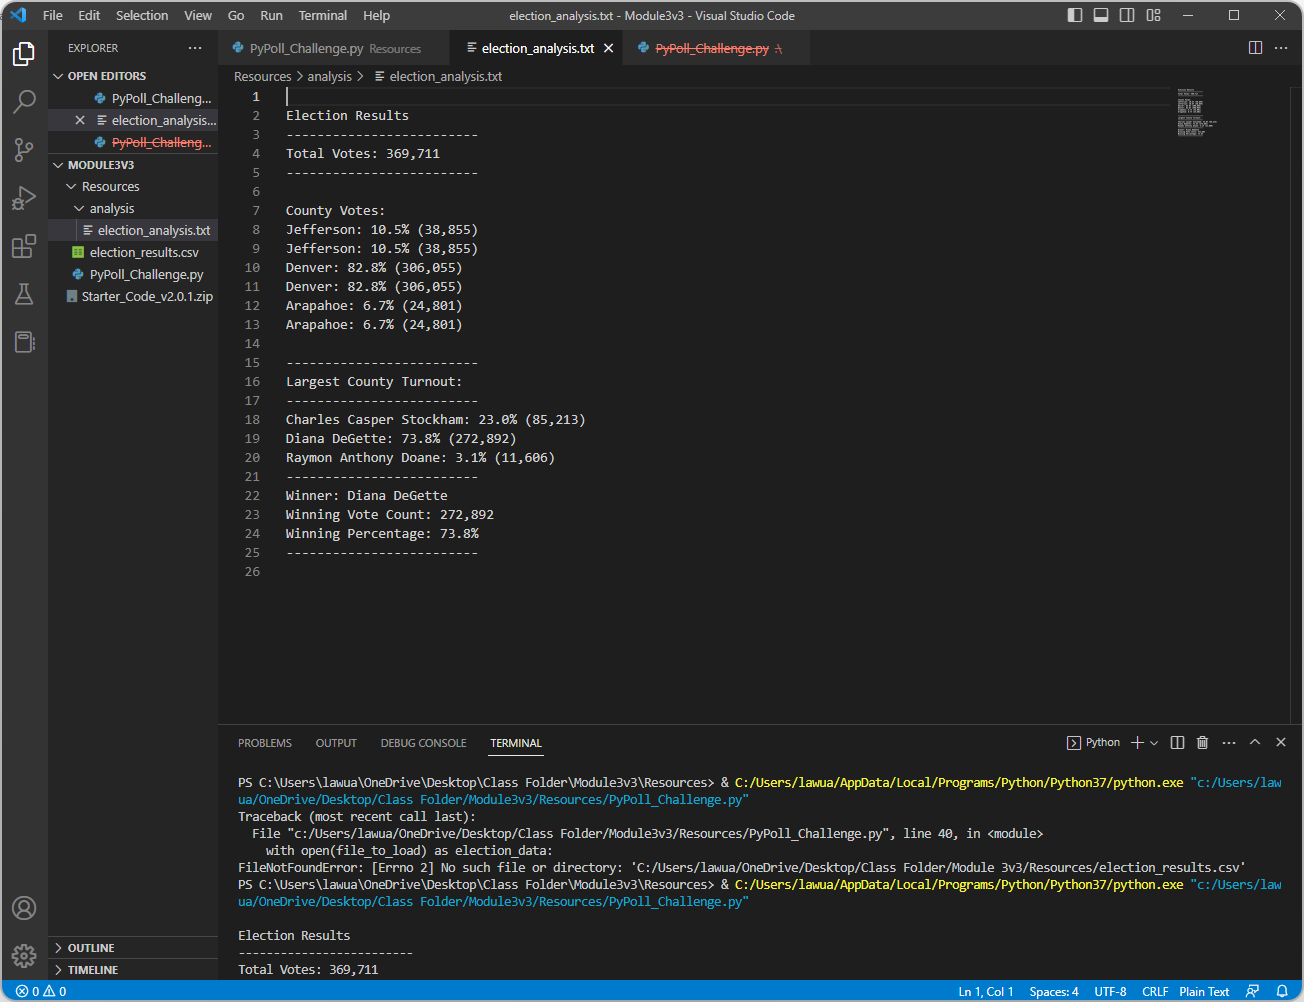 File Edit Selection View Go Run Terminal Help election_analysis.txt - Module3v3 - Visual Studio Code
EXPLORER
OPEN EDITORS
PyPoll_Challeng...
election_analysis...
PyPoll_Challeng...
MODULE3V3
Resources
analysis
election_analysis.txt
election_results.csv
PyPoll_Challenge.py
Starter_Code_v2.0.1.zip
OUTLINE
TIMELINE
PyPoll_Challenge.py Resources election_analysis.txt PyPoll_Challenge.py
Resources > analysis > election_analysis.txt
1
2 Election Results
3 -------------------------
4 Total Votes: 369,711
5 -------------------------
6
7 County Votes:
8 Jefferson: 10.5% (38,855)
9 Jefferson: 10.5% (38,855)
10 Denver: 82.8% (306,055)
11 Denver: 82.8% (306,055)
12 Arapahoe: 6.7% (24,801)
13 Arapahoe: 6.7% (24,801)
14
15 -------------------------
16 Largest County Turnout:
17 -------------------------
18 Charles Casper Stockham: 23.0% (85,213)
19 Diana DeGette: 73.8% (272,892)
20 Raymon Anthony Doane: 3.1% (11,606)
21 -------------------------
22 Winner: Diana DeGette
23 Winning Vote Count: 272,892
24 Winning Percentage: 73.8%
25 -------------------------
26
PROBLEMS OUTPUT DEBUG CONSOLE TERMINAL Python
PS C:\Users\lawua\OneDrive\Desktop\Class Folder\Module3v3\Resources> & C:/Users/lawua/AppData/Local/Programs/Python/Python37/python.exe "c:/Users/law
ua/OneDrive/Desktop/Class Folder/Module3v3/Resources/PyPoll_Challenge.py"
Traceback (most recent call last):
File "c:/Users/lawua/OneDrive/Desktop/Class Folder/Module3v3/Resources/PyPoll_Challenge.py", line 40, in <module>
with open(file_to_load) as election_data:
FileNotFoundError: [Errno 2] No such file or directory: 'C:/Users/lawua/OneDrive/Desktop/Class Folder/Module 3v3/Resources/election_results.csv'
PS C:\Users\lawua\OneDrive\Desktop\Class Folder\Module3v3\Resources> & C:/Users/lawua/AppData/Local/Programs/Python/Python37/python.exe "c:/Users/law
ua/OneDrive/Desktop/Class Folder/Module3v3/Resources/PyPoll_Challenge.py"
Election Results
-------------------------
Total Votes: 369,711
0 0 Ln 1, Col 1 Spaces: 4 UTF-8 CRLF Plain Text